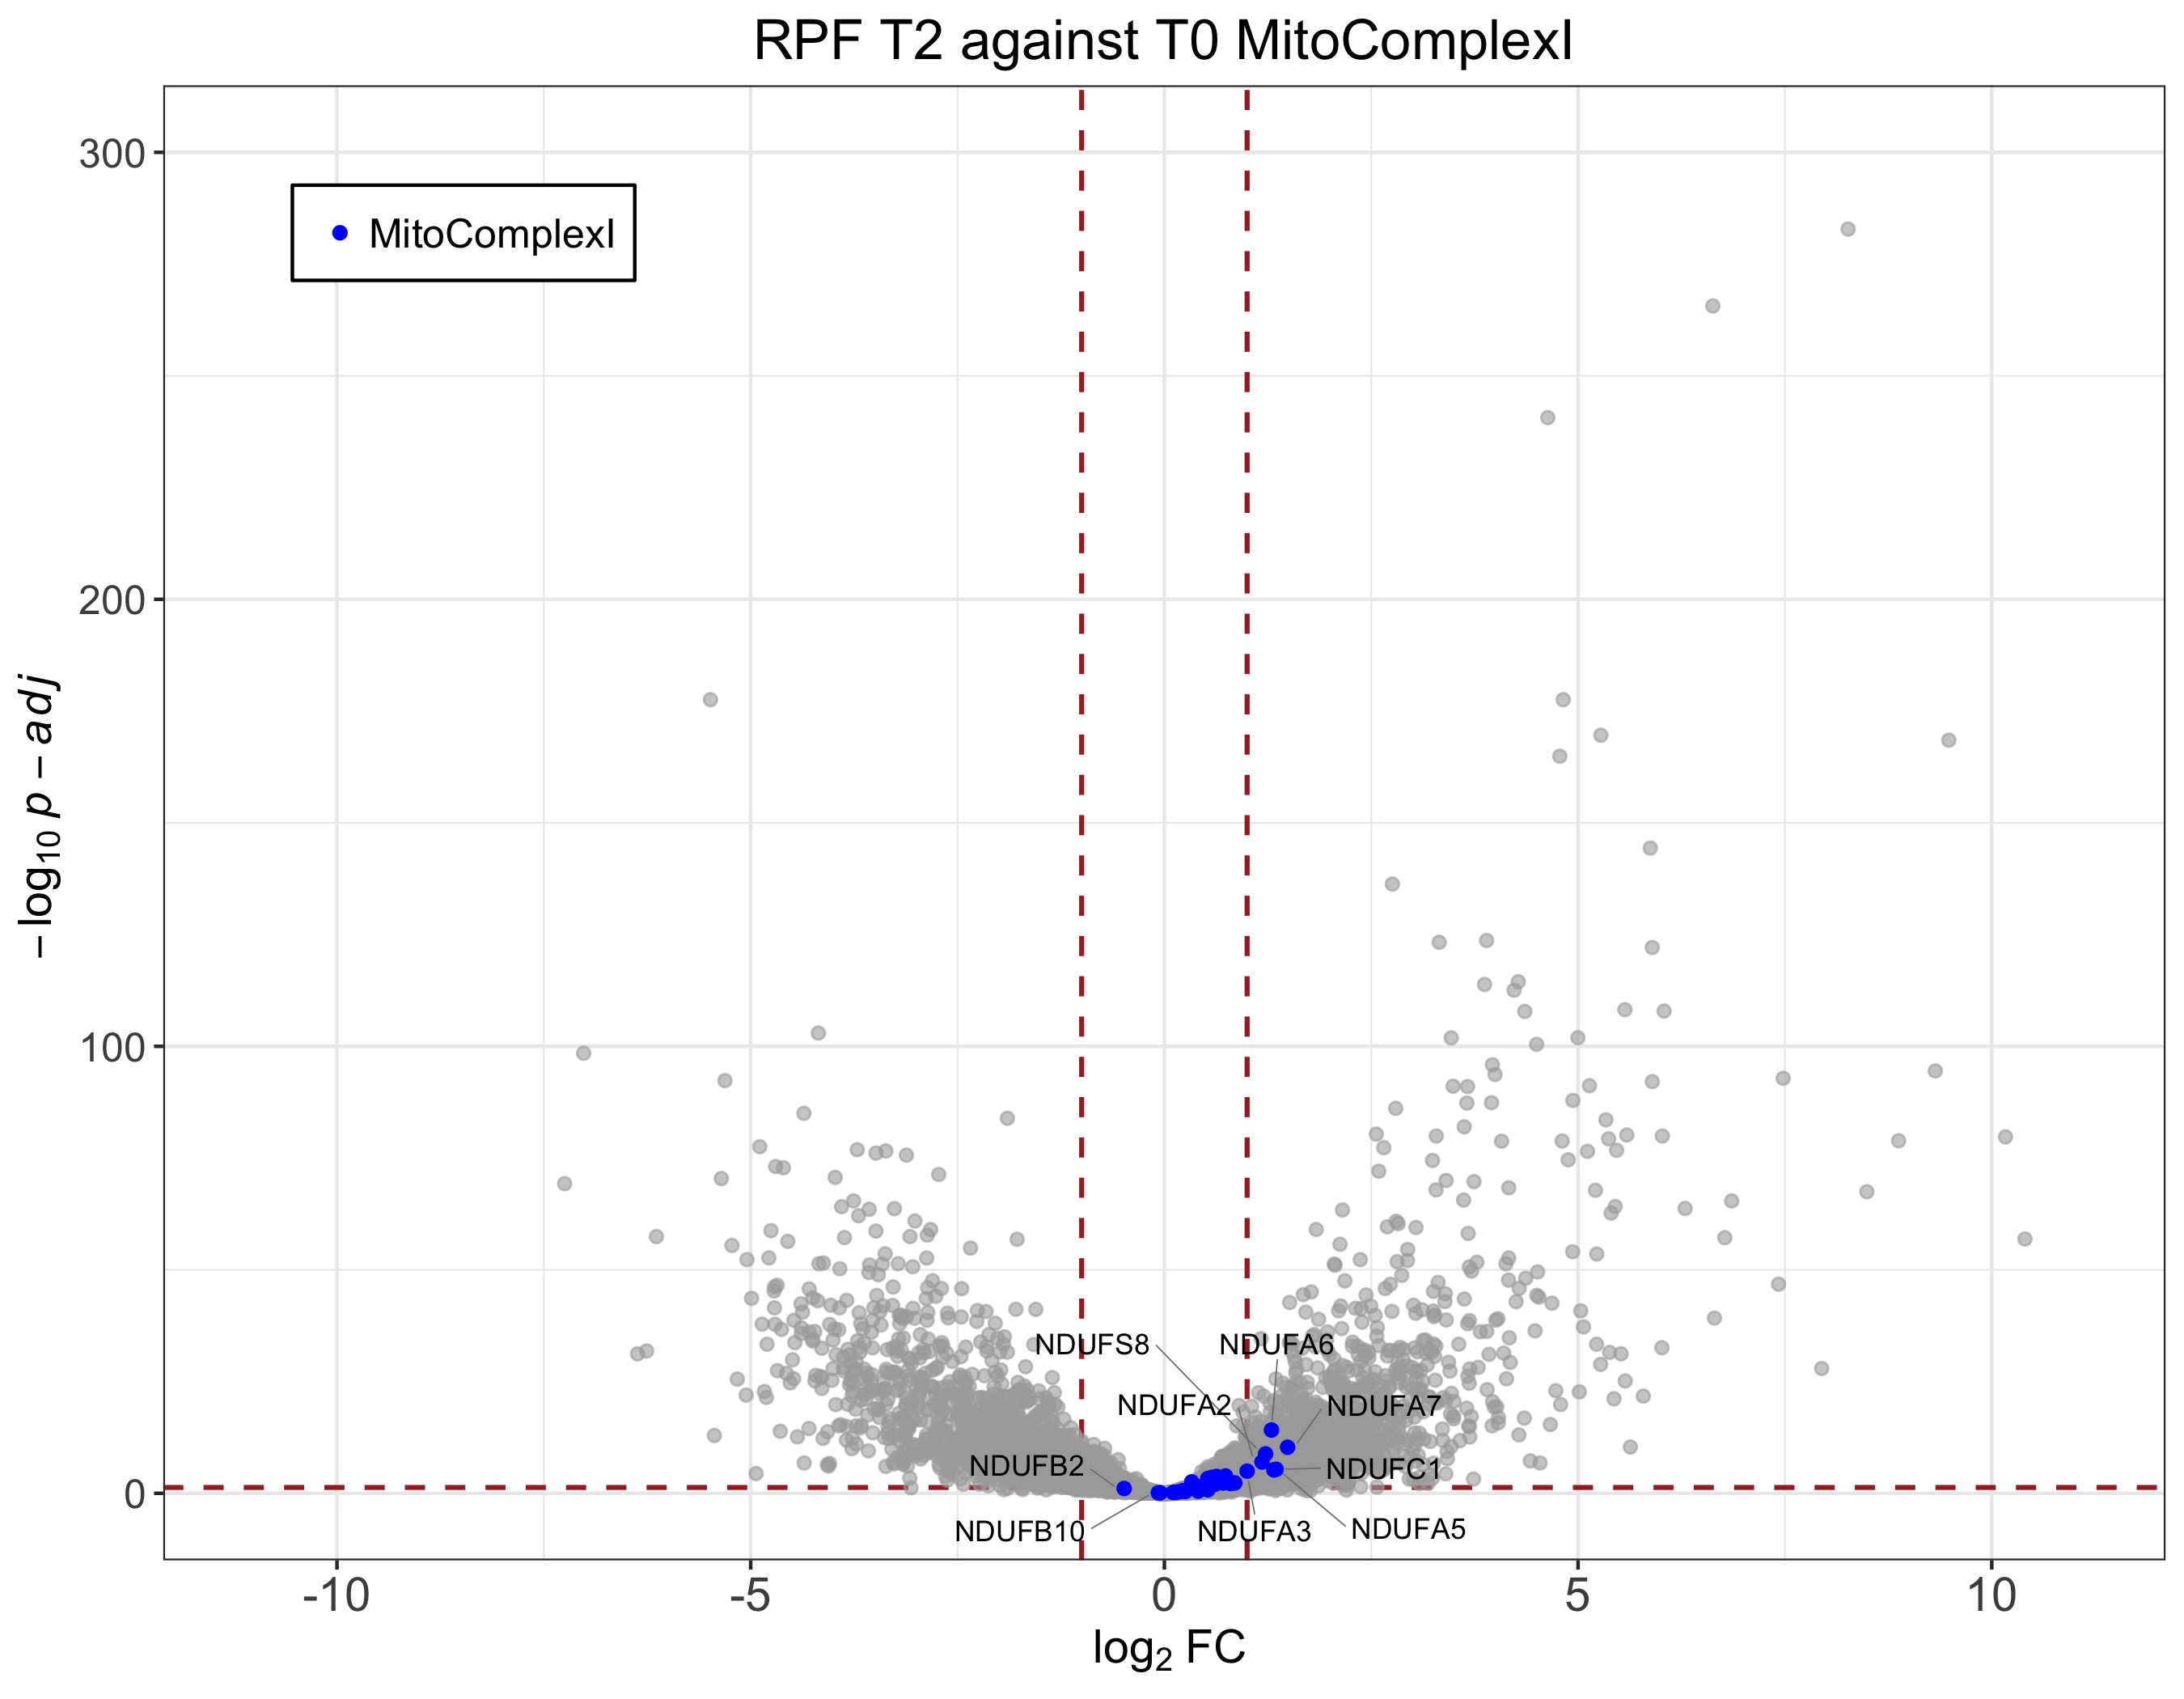 RPF T2 against T0 MitoComplexI
300
MitoComplexI
200
−log10 p − adj
100
NDUFS8 NDUFA6
NDUFA2 NDUFA7
NDUFB2 NDUFC1
0
NDUFB10 NDUFA3 NDUFA5
-10 -5 0 5 10
log2 FC